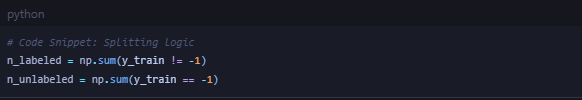 python
# Code Snippet: Splitting logic
n_labeled = np.sum(y_train != -1)
n_unlabeled = np.sum(y_train == -1)